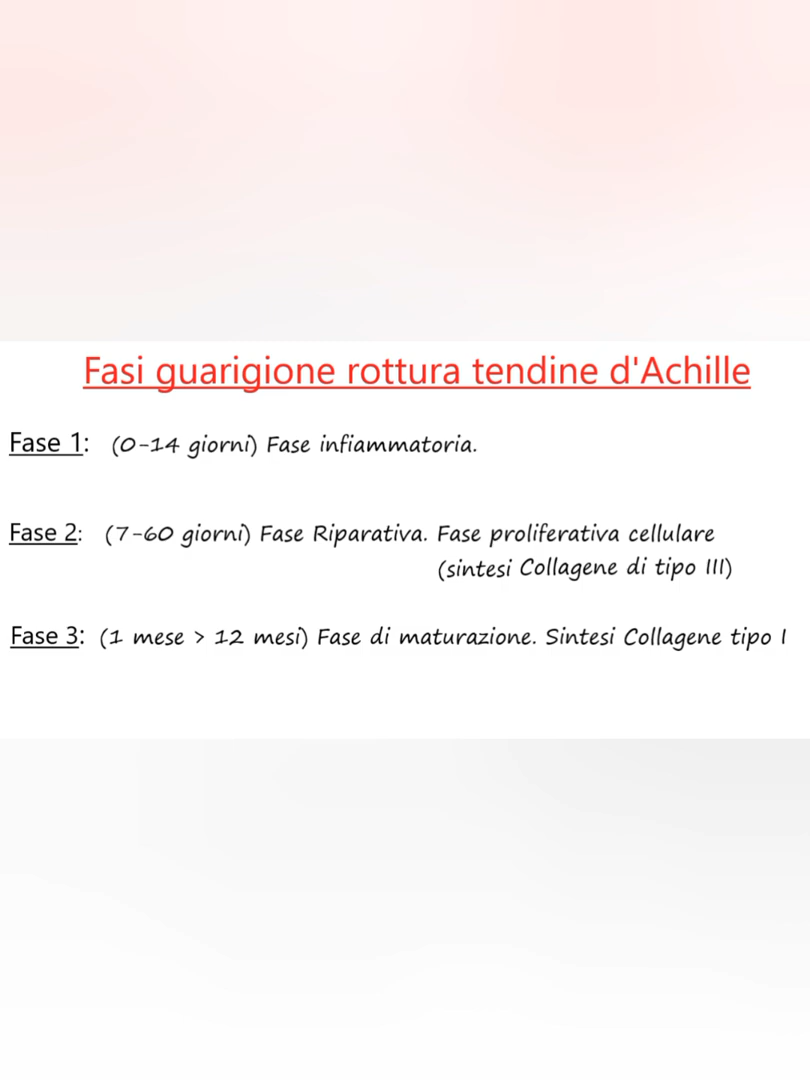 Fasi guarigione rottura tendine d'Achille
Fase 1: (0-14 giorni) Fase infiammatoria.
Fase 2: (7-60 giorni) Fase Riparativa. Fase proliferativa cellulare
(sintesi Collagene di tipo III)
Fase 3: (1 mese > 12 mesi) Fase di maturazione. Sintesi Collagene tipo I